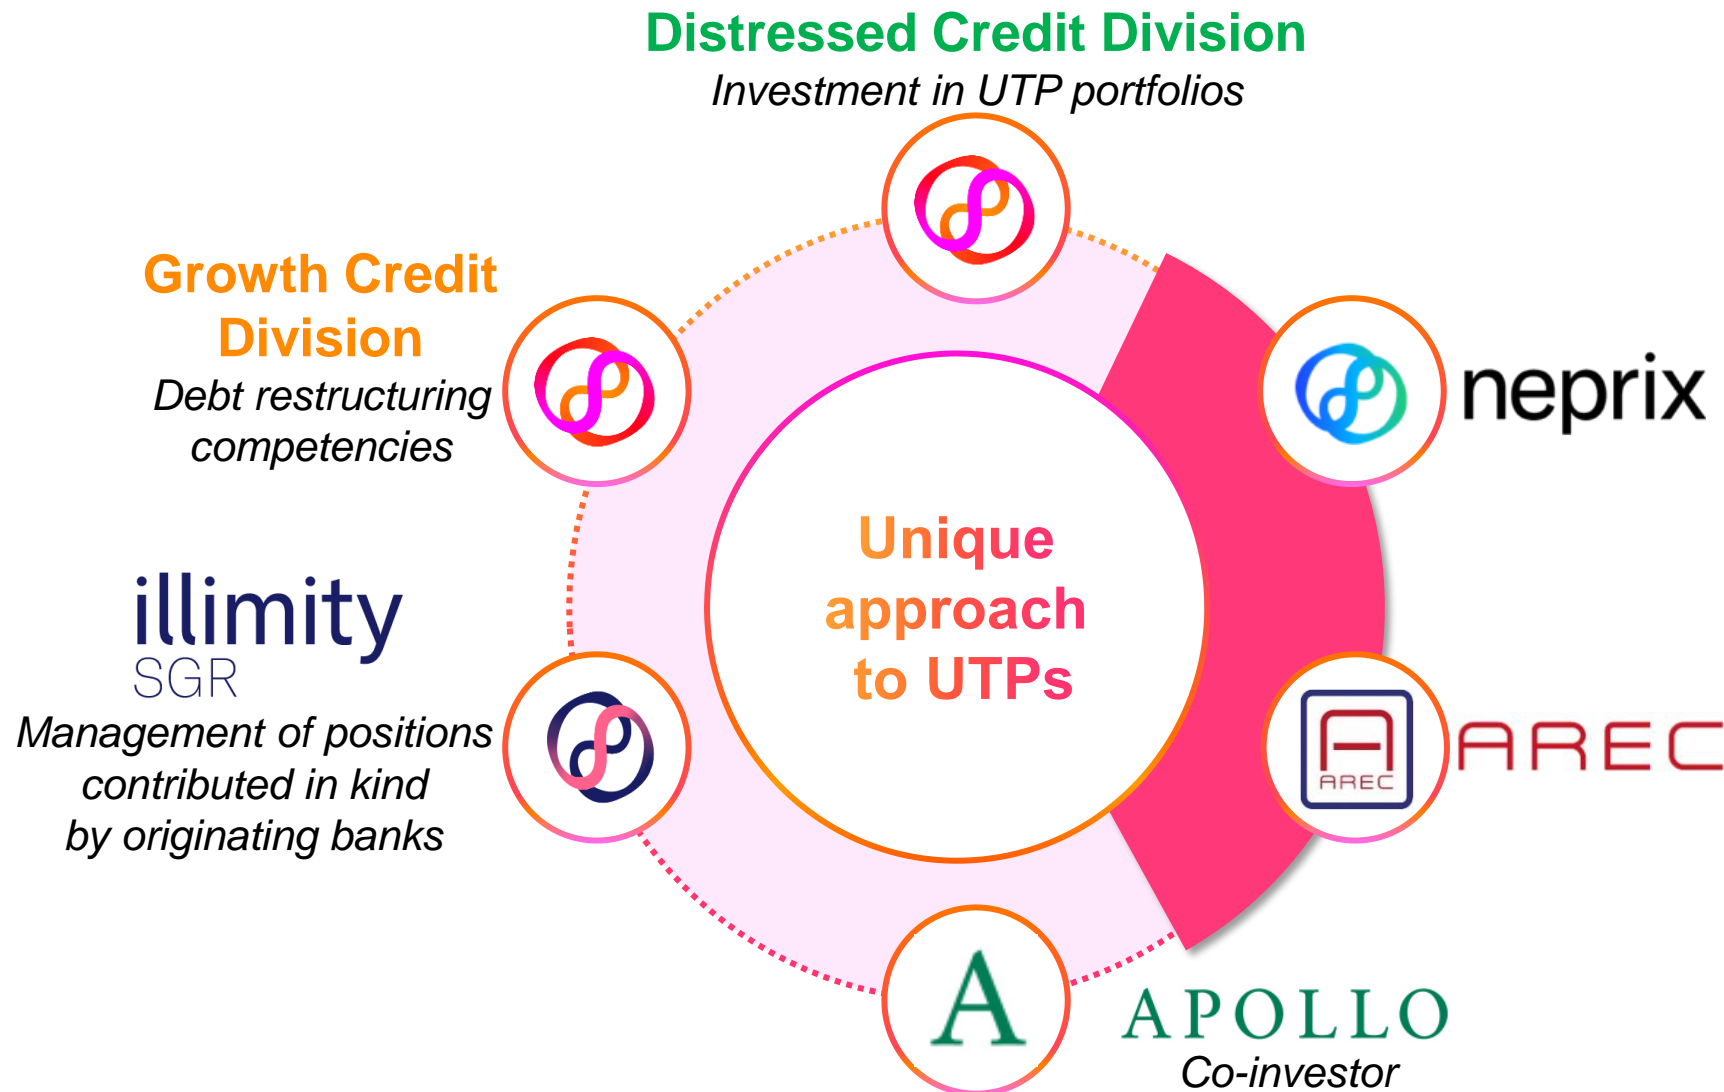 Distressed Credit Division
Investment in UTP portfolios
Growth Credit
Division
Debt restructuring
competencies
neprix
Unique
approach
to UTPs
illimity
SGR
Management of positions
contributed in kind
by originating banks
A
AREC
AREC
A
APOLLO
Co-investor